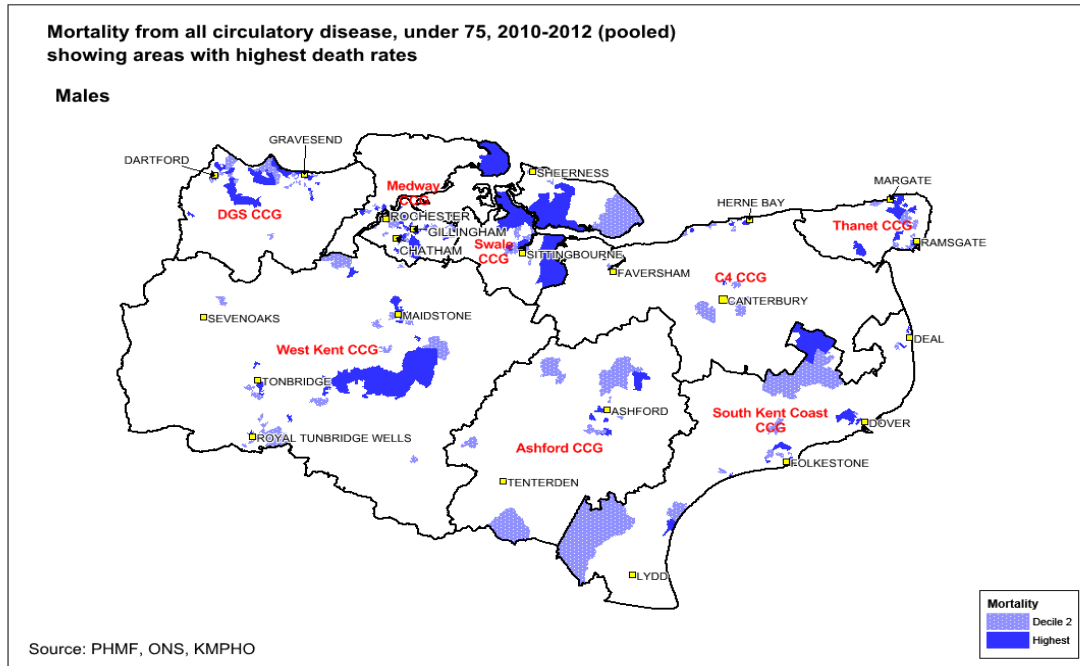 Mortality from all circulatory disease, under 75, 2010-2012 (pooled)
showing areas with highest death rates
Males
GRAVESEND
DARTFORD
SHEERNESS
MARGATE
Medway
CCG
HERNE BAY
DGS CCG
ROCHESTER
Thanet CCG
GILLINGHAM
RAMSGATE
Swale
CCG
CHATHAM
SITTINGBOURNE
FAVERSHAM
C4 CCG
CANTERBURY
SEVENOAKS
MAIDSTONE
DEAL
West Kent CCG
TONBRIDGE
ASHFORD
South Kent Coast
CCG
DOVER
ROYAL TUNBRIDGE WELLS
Ashford CCG
FOLKESTONE
TENTERDEN
LYDD
Mortality
Decile 2
Highest
Source: PHMF, ONS, KMPHO